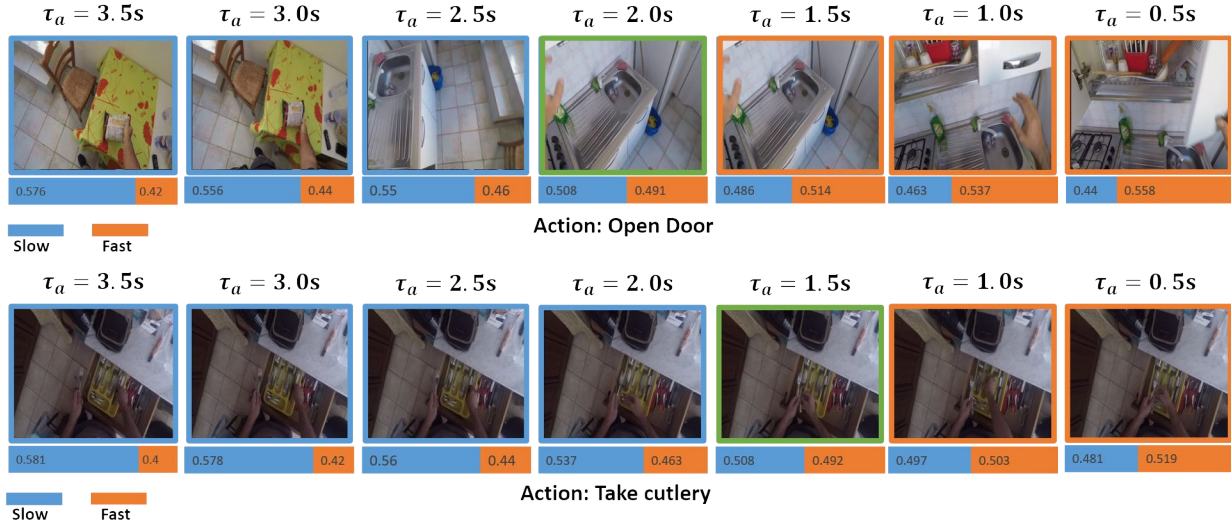 τₐ = 3.5s τₐ = 3.0s τₐ = 2.5s τₐ = 2.0s τₐ = 1.5s τₐ = 1.0s τₐ = 0.5s
0.576 0.42 0.556 0.44 0.55 0.46 0.508 0.491 0.486 0.514 0.463 0.537 0.44 0.558
Action: Open Door
Slow Fast
τₐ = 3.5s τₐ = 3.0s τₐ = 2.5s τₐ = 2.0s τₐ = 1.5s τₐ = 1.0s τₐ = 0.5s
0.581 0.4 0.578 0.42 0.56 0.44 0.537 0.463 0.508 0.492 0.497 0.503 0.481 0.519
Action: Take cutlery
Slow Fast